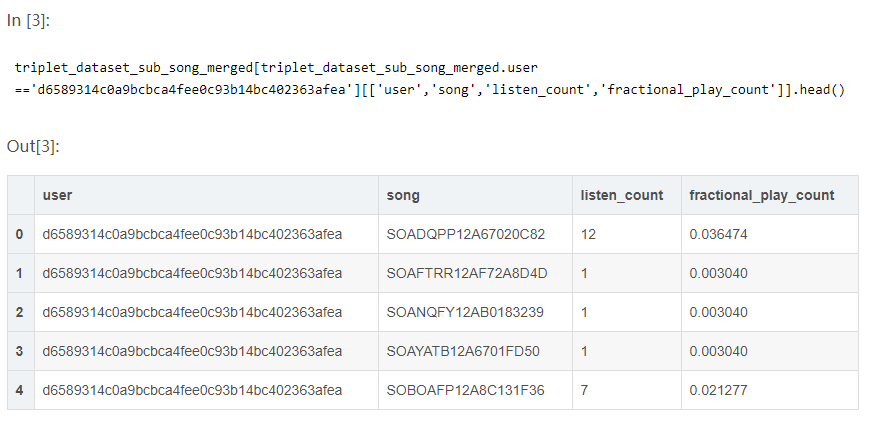 In [3]:
triplet_dataset_sub_song_merged[triplet_dataset_sub_song_merged.user
=='d6589314c0a9bcbca4fee0c93b14bc402363afea'][['user','song','listen_count','fractional_play_count']].head()
Out[3]:
user song listen_count fractional_play_count
0 d6589314c0a9bcbca4fee0c93b14bc402363afea SOADQPP12A67020C82 12 0.036474
1 d6589314c0a9bcbca4fee0c93b14bc402363afea SOAFTRR12AF72A8D4D 1 0.003040
2 d6589314c0a9bcbca4fee0c93b14bc402363afea SOANQFY12AB0183239 1 0.003040
3 d6589314c0a9bcbca4fee0c93b14bc402363afea SOAYATB12A6701FD50 1 0.003040
4 d6589314c0a9bcbca4fee0c93b14bc402363afea SOBOAFP12A8C131F36 7 0.021277